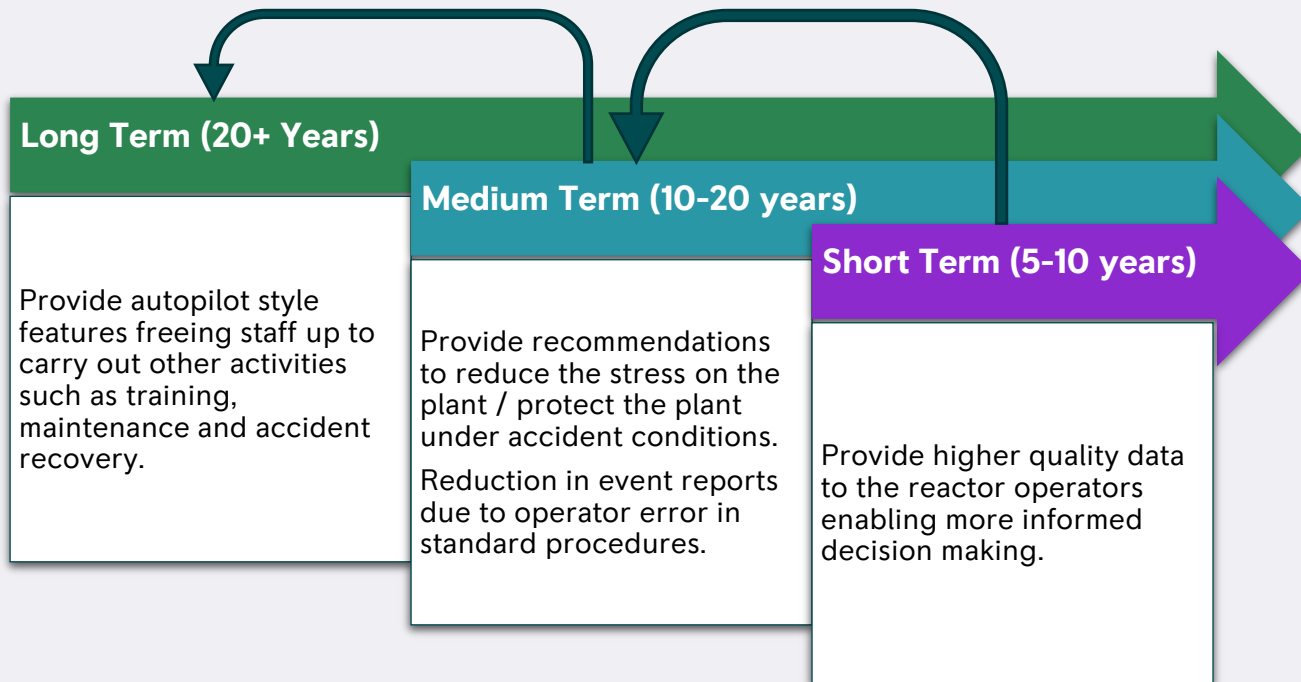 Long Term (20+ Years)
Provide autopilot style
features freeing staff up to
carry out other activities
such as training,
maintenance and accident
recovery.
Medium Term (10-20 years)
Provide recommendations
to reduce the stress on the
plant / protect the plant
under accident conditions.
Reduction in event reports
due to operator error in
standard procedures.
Short Term (5-10 years)
Provide higher quality data
to the reactor operators
enabling more informed
decision making.